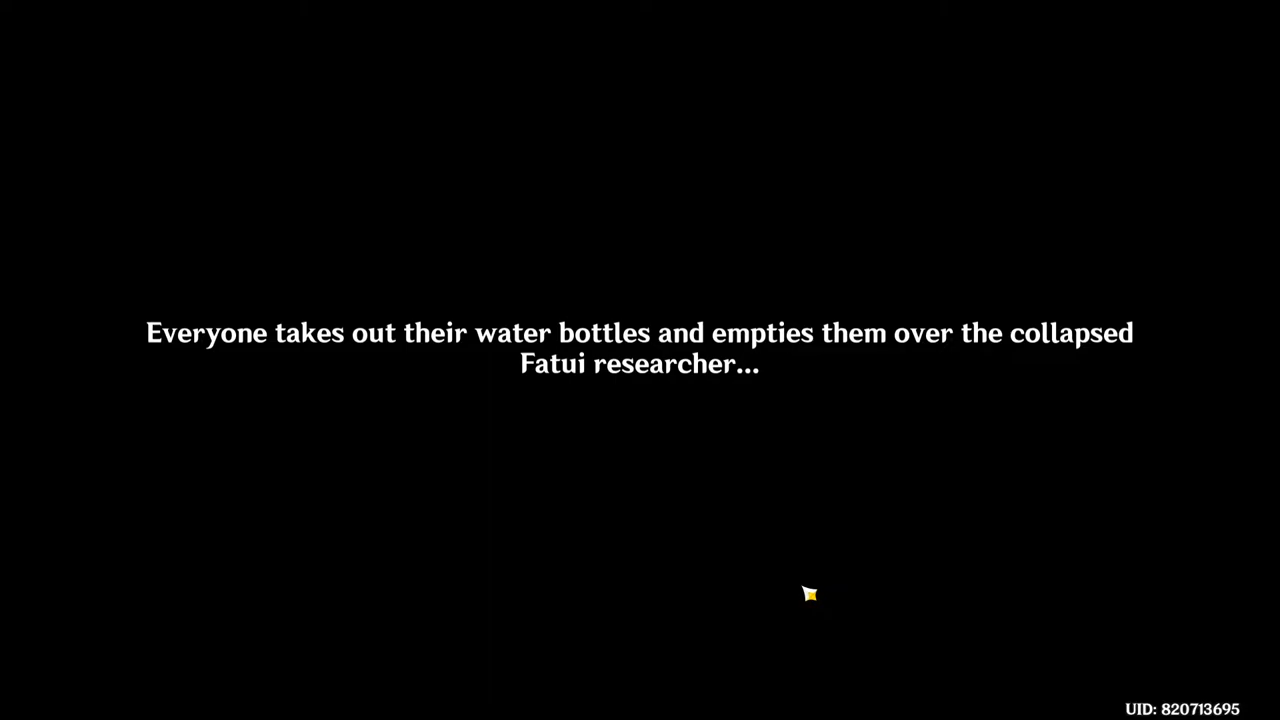 Everyone takes out their water bottles and empties them over the collapsed
Fatui researcher...
UID: 820713695